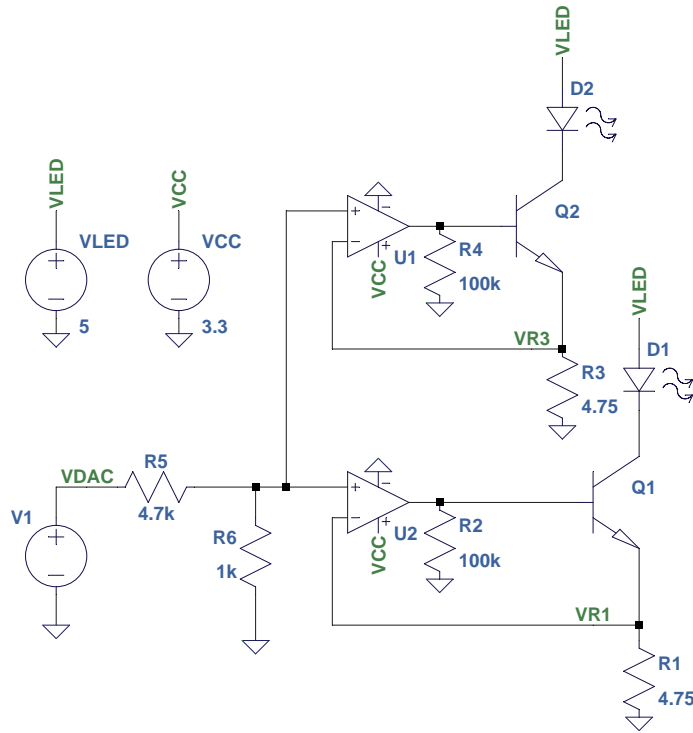 VLED
D2
VLED
VCC
VLED
5
VCC
3.3
Q2
U1
VCC
R4
100k
VLED
VR3
R3
4.75
D1
VDAC
R5
4.7k
V1
R6
1k
U2
VCC
R2
100k
Q1
VR1
R1
4.75